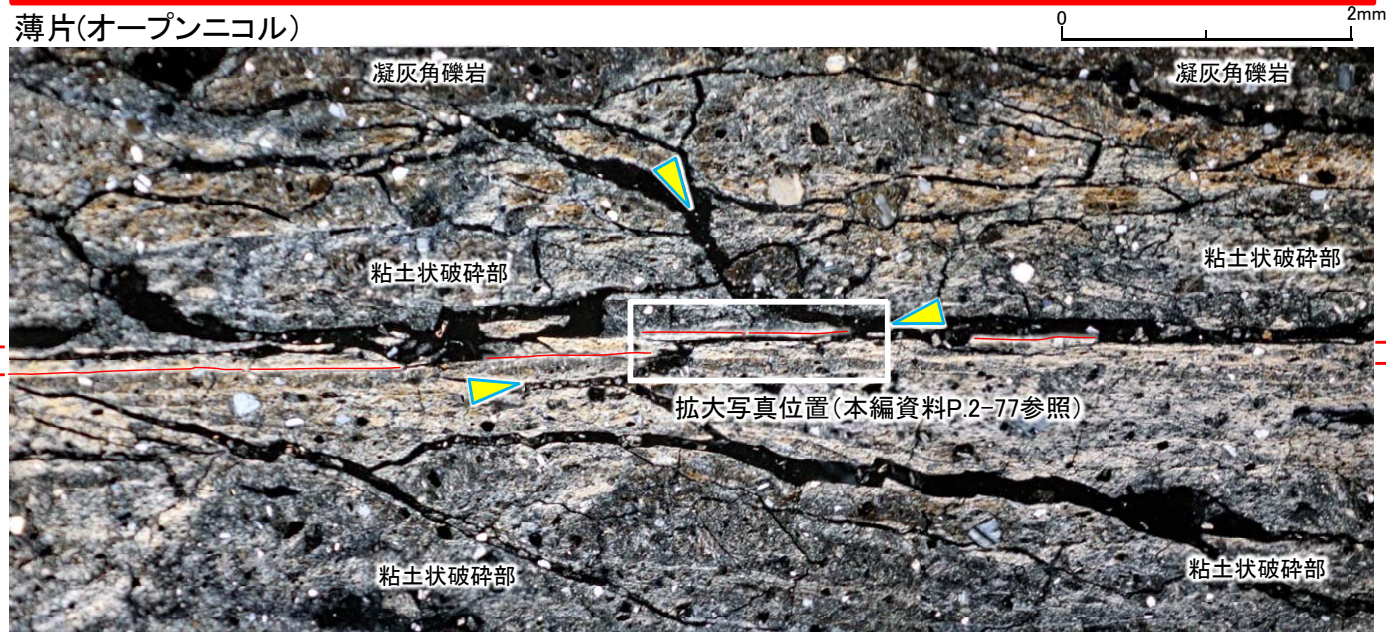 薄片(オープンニコル)
0 2mm
凝灰角礫岩
凝灰角礫岩
粘土状破砕部
粘土状破砕部
拡大写真位置(本編資料P.2-77参照)
粘土状破砕部
粘土状破砕部